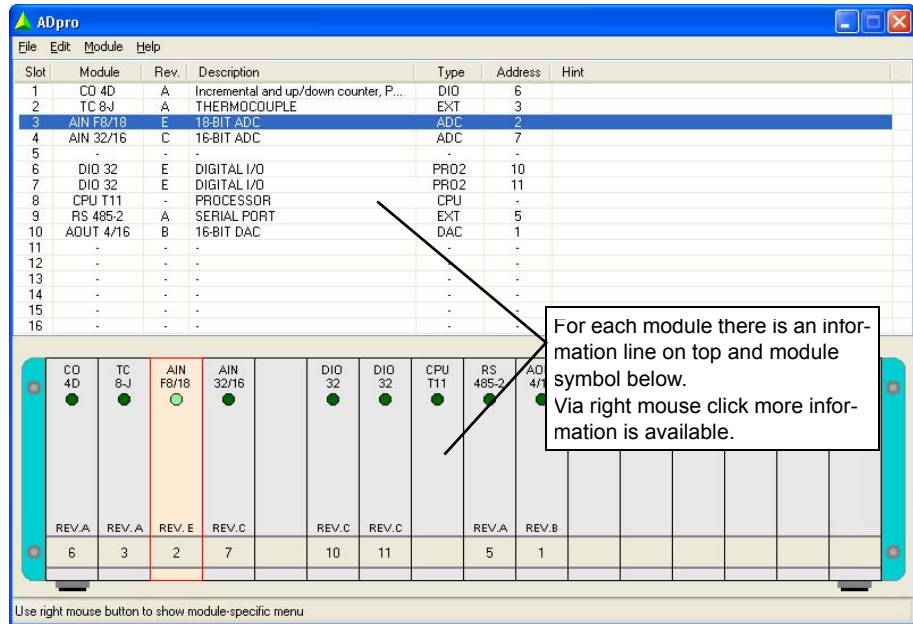 ADpro
File Edit Module Help
Slot Module Rev. Description Type Address Hint
1 CO 4D A Incremental and up/down counter, P... DIO 6
2 TC 8-J A THERMOCOUPLE EXT 3
3 AIN F8/18 E 18-BIT ADC ADC 2
4 AIN 32/16 C 16-BIT ADC ADC 7
5 - - - - -
6 DIO 32 E DIGITAL I/O PRO2 10
7 DIO 32 E DIGITAL I/O PRO2 11
8 CPU T11 - PROCESSOR CPU -
9 RS 485-2 A SERIAL PORT EXT 5
10 AOUT 4/16 B 16-BIT DAC DAC 1
11 - - - - -
12 - - - - -
13 - - - - -
14 - - - - -
15 - - - - -
16 - - - - -
For each module there is an infor-
mation line on top and module
symbol below.
Via right mouse click more infor-
mation is available.
CO TC AIN AIN DIO DIO CPU RS AO
4D 8-J F8/18 32/16 32 32 T11 485-2 4/1
REV.A REV.A REV.E REV.C REV.C REV.C REV.A REV.B
6 3 2 7 10 11 5 1
Use right mouse button to show module-specific menu